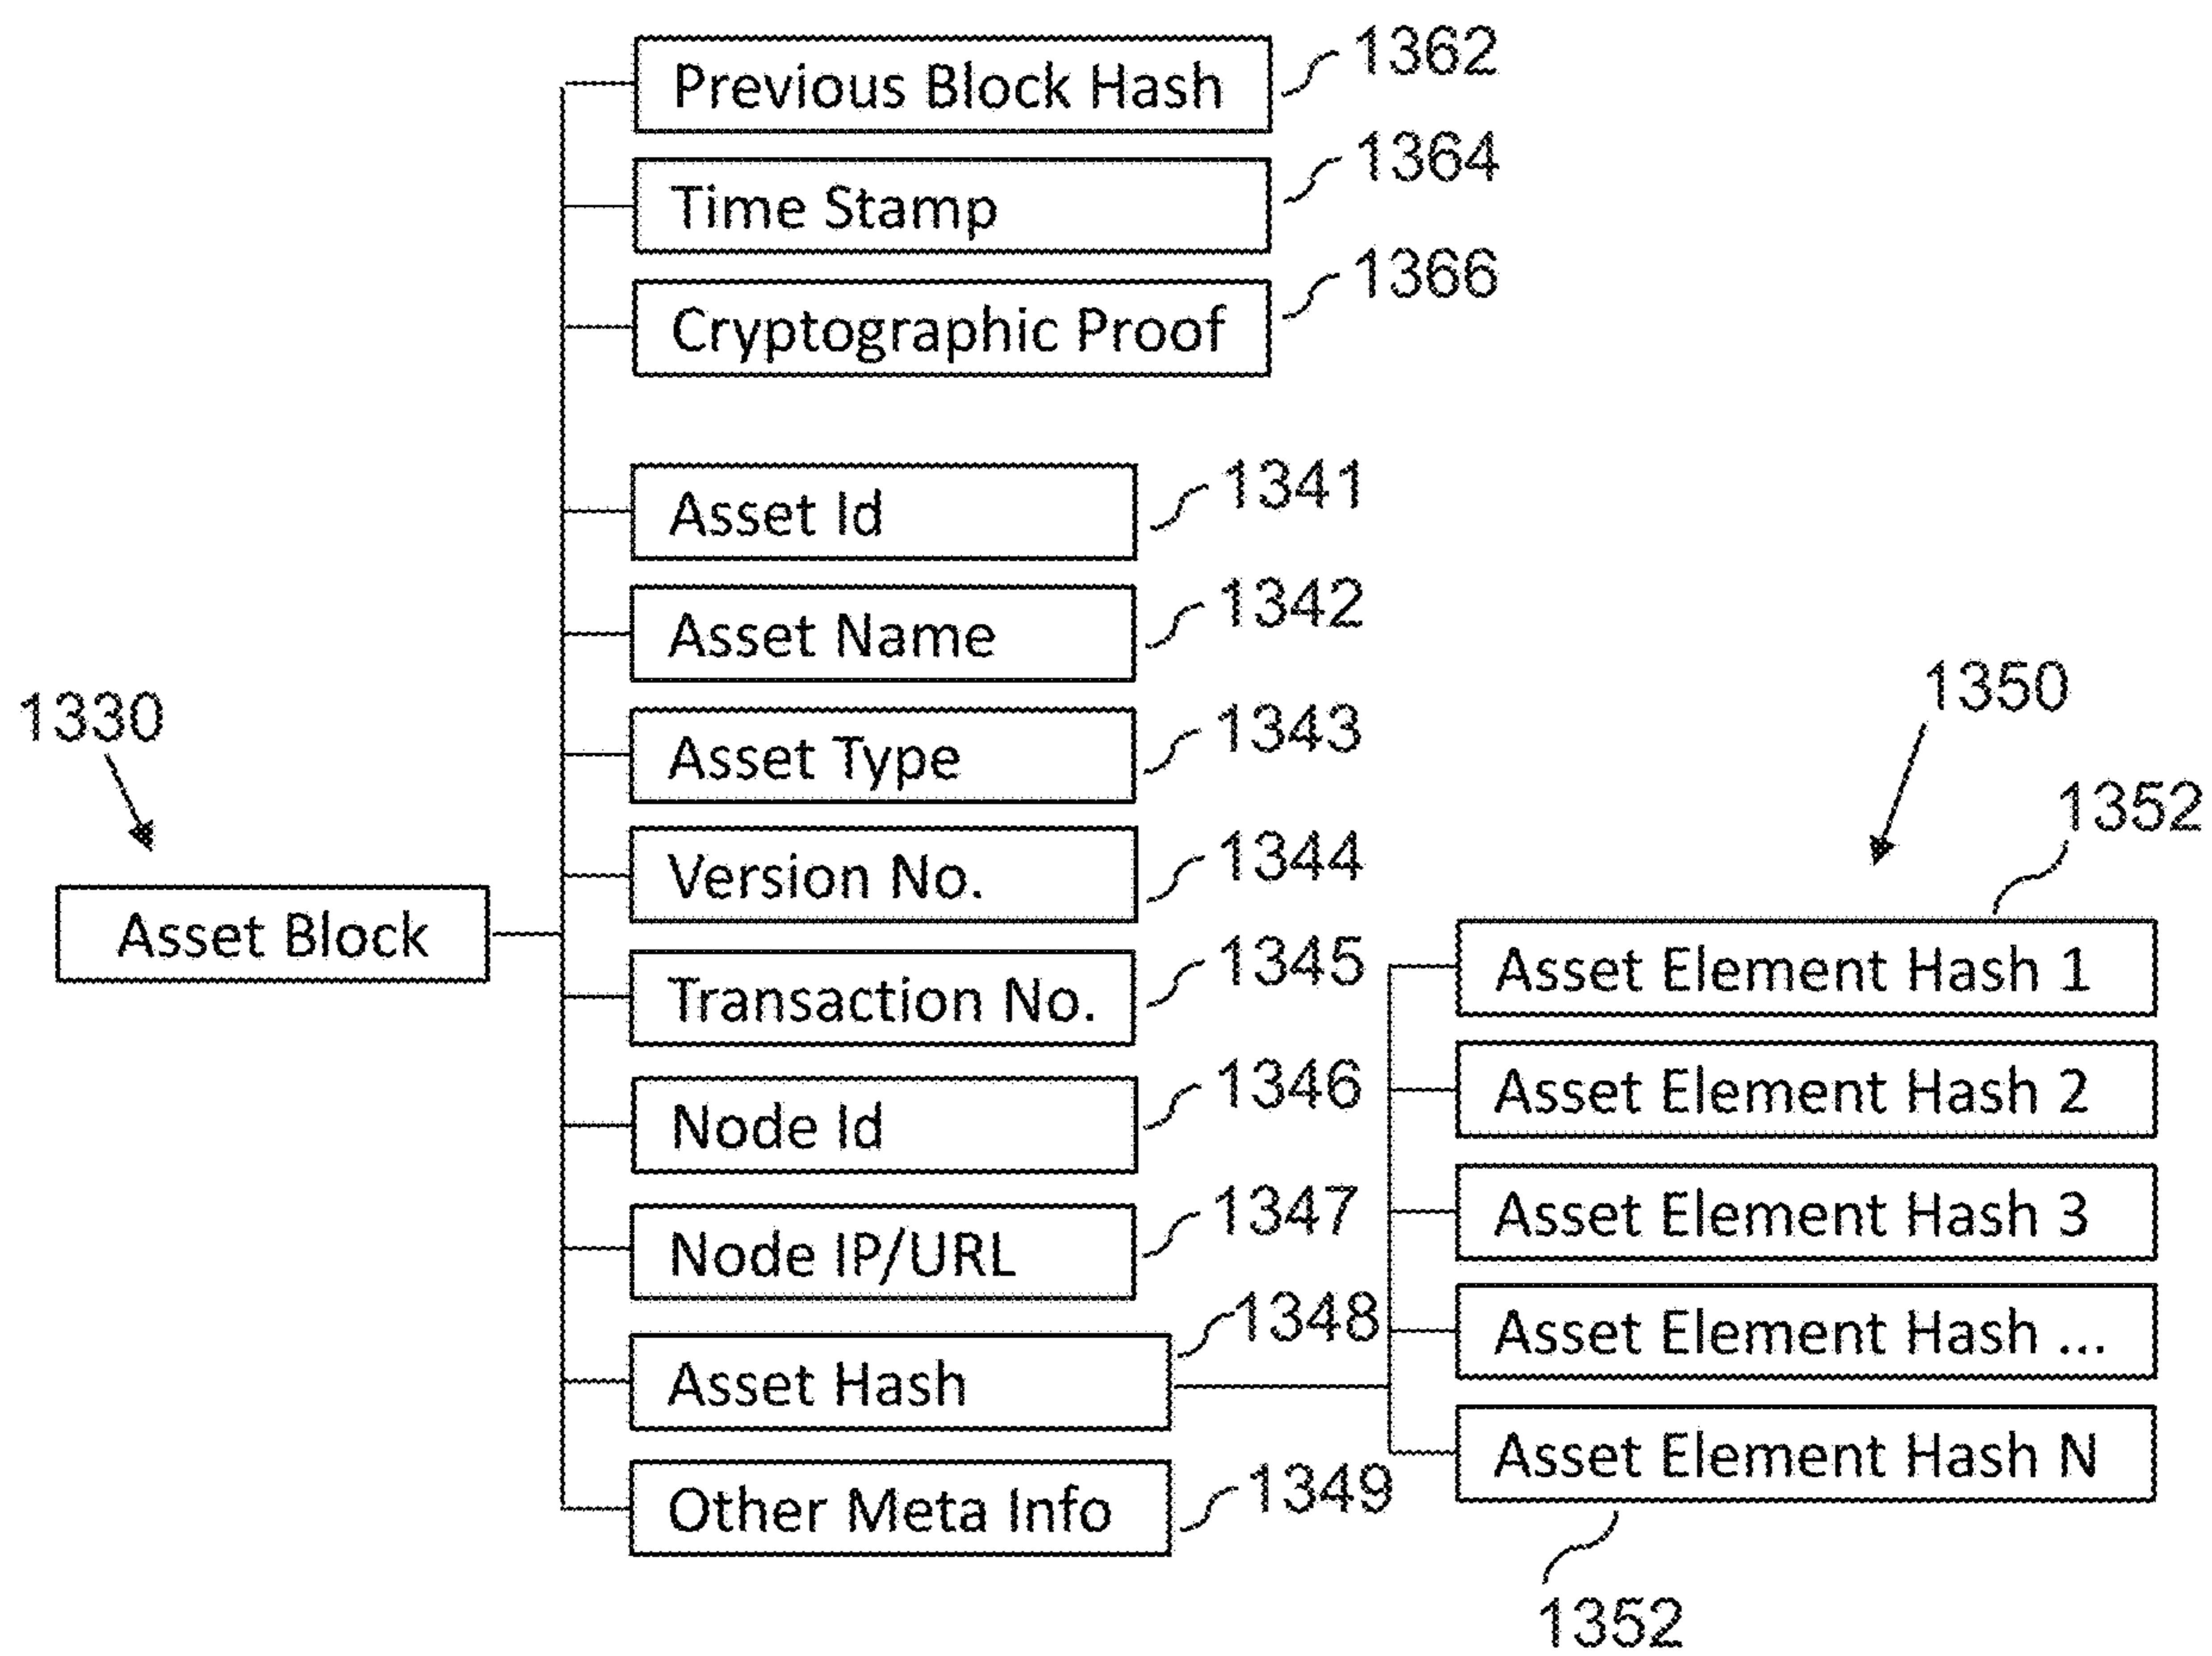 Previous Block Hash 1362
Time Stamp 1364
Cryptographic Proof 1366
Asset Id 1341
Asset Name 1342
1330
Asset Block
Asset Type 1343
Version No. 1344
Transaction No. 1345
Node Id 1346
Node IP/URL 1347
Asset Hash 1348
Other Meta Info 1349
1350
1352
Asset Element Hash 1
Asset Element Hash 2
Asset Element Hash 3
Asset Element Hash ...
Asset Element Hash N
1352